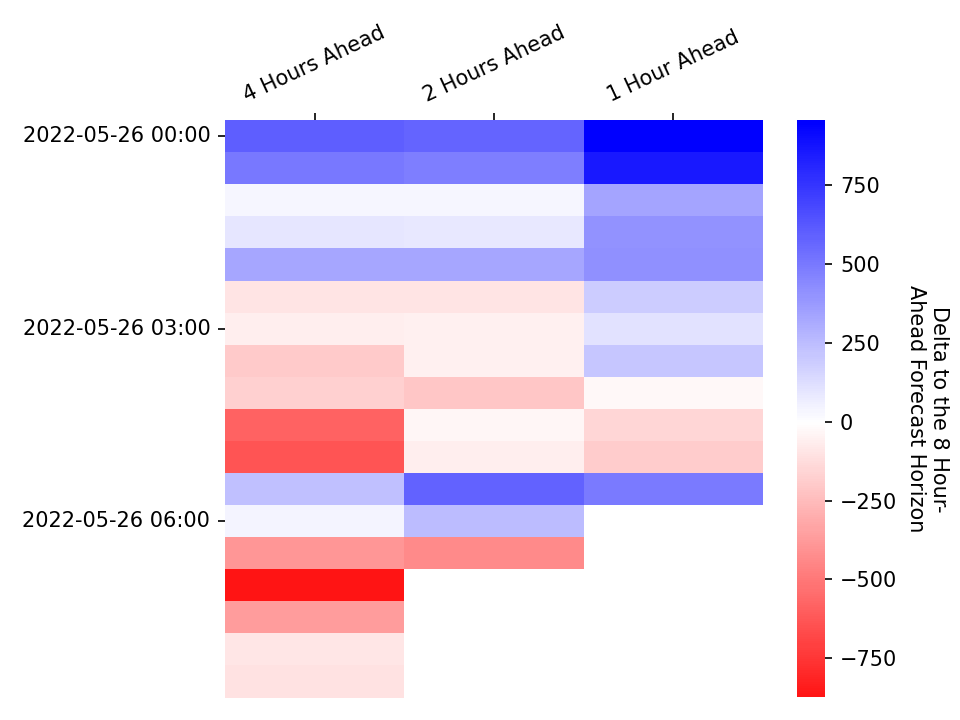 4 Hours Ahead
2 Hours Ahead
1 Hour Ahead
2022-05-26 00:00
2022-05-26 03:00
2022-05-26 06:00
750
500
250
0
−250
−500
−750
Delta to the 8 Hour-
Ahead Forecast Horizon